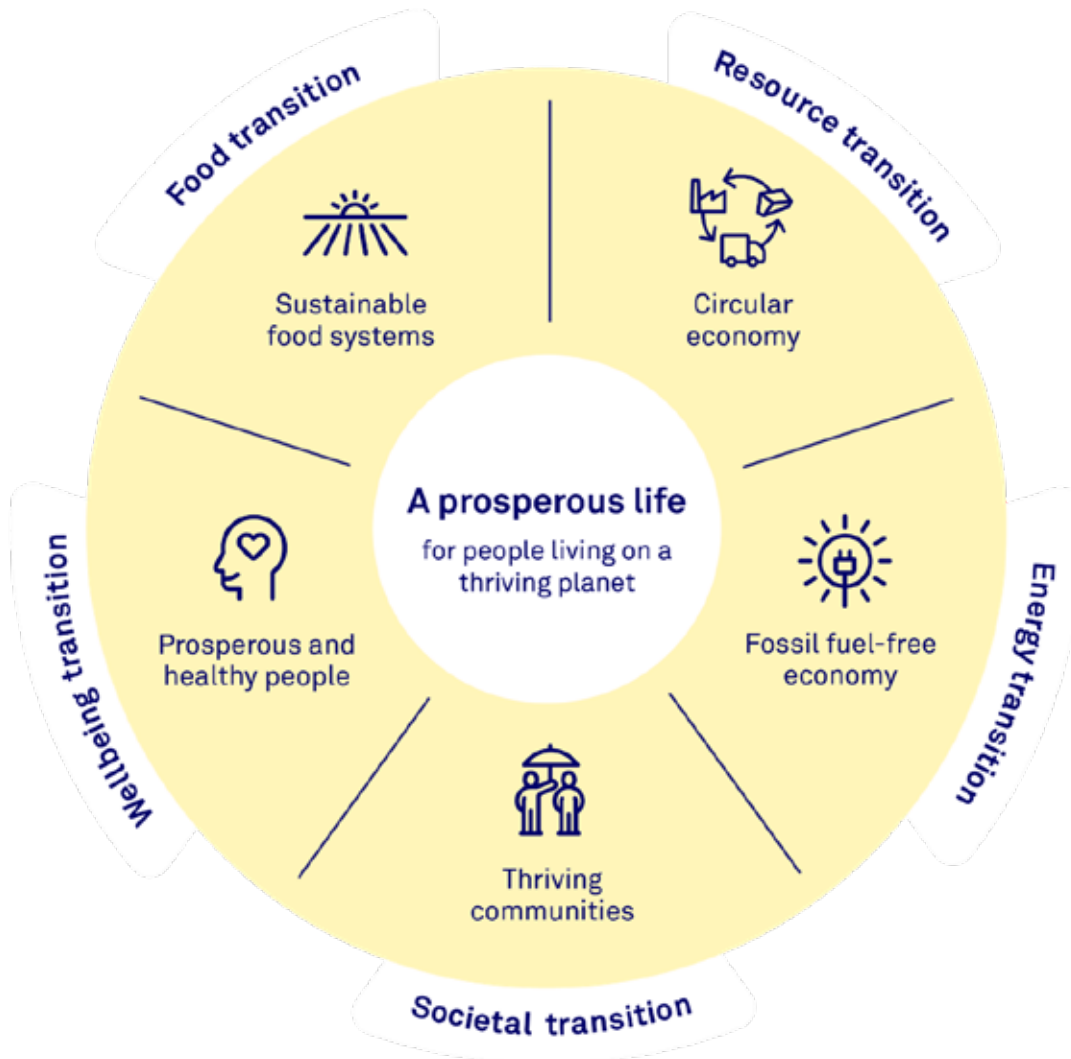 Food transition
Resource transition
Sustainable
food systems
Circular
economy
A prosperous life
for people living on a
thriving planet
Wellbeing transition
Prosperous and
healthy people
Fossil fuel-free
economy
Energy transition
Thriving
communities
Societal transition